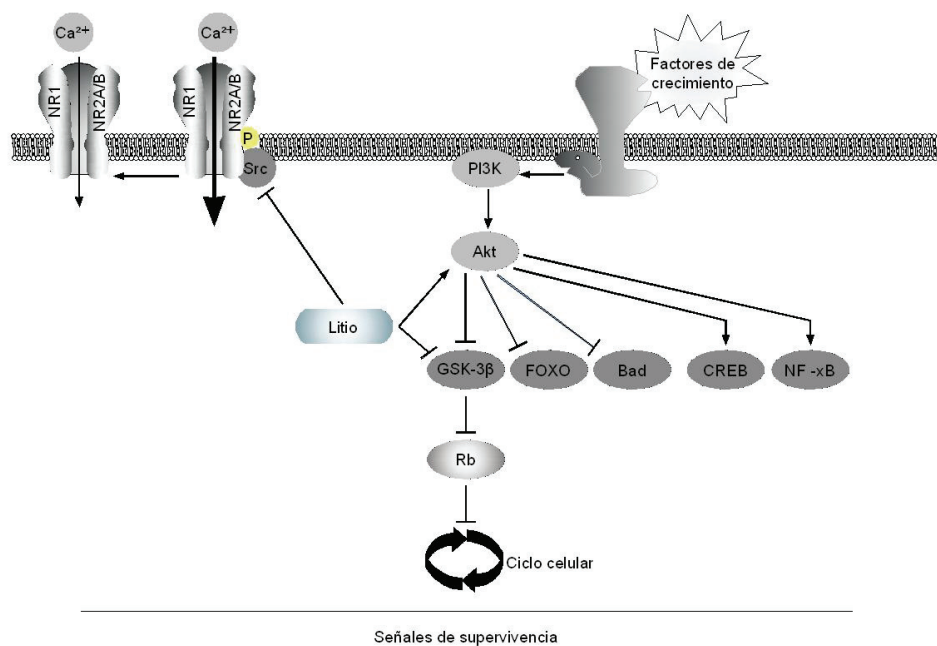 Ca²⁺
Ca²⁺
NR1
NR2A/B
NR1
NR2A/B
P
Src
Factores de
crecimiento
PI3K
Akt
Litio
GSK-3β
FOXO
Bad
CREB
NF -xB
Rb
Ciclo celular
Señales de supervivencia